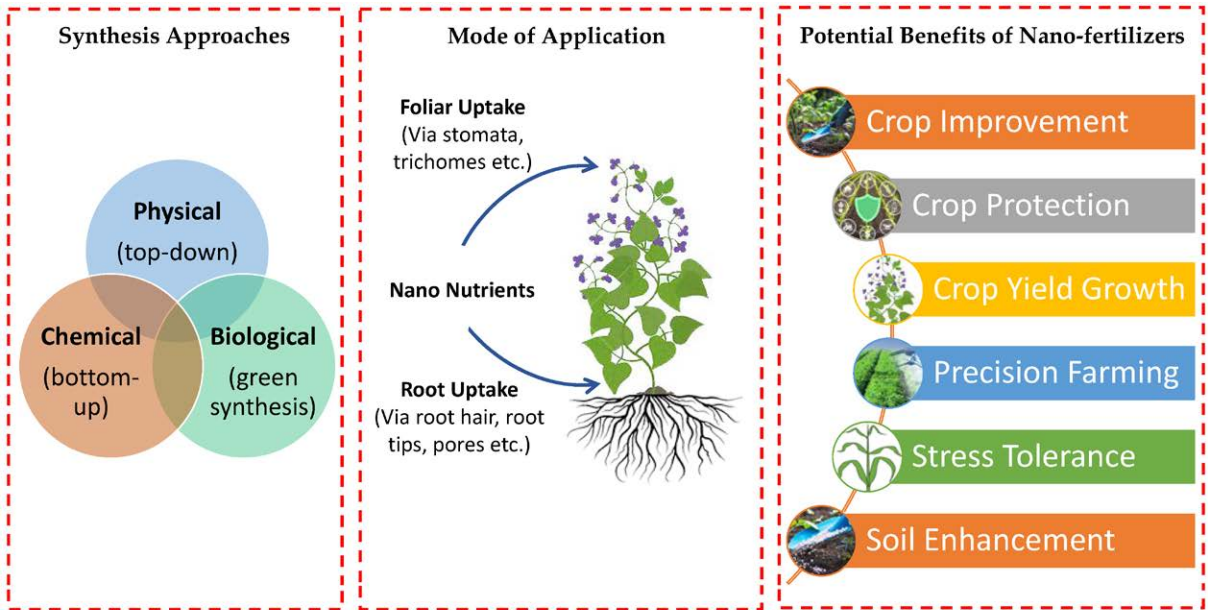 Synthesis Approaches
Physical
(top-down)
Chemical
(bottom-
up)
Biological
(green
synthesis)
Mode of Application
Foliar Uptake
(Via stomata,
trichomes etc.)
Nano Nutrients
Root Uptake
(Via root hair, root
tips, pores etc.)
Potential Benefits of Nano-fertilizers
Crop Improvement
Crop Protection
Crop Yield Growth
Precision Farming
Stress Tolerance
Soil Enhancement